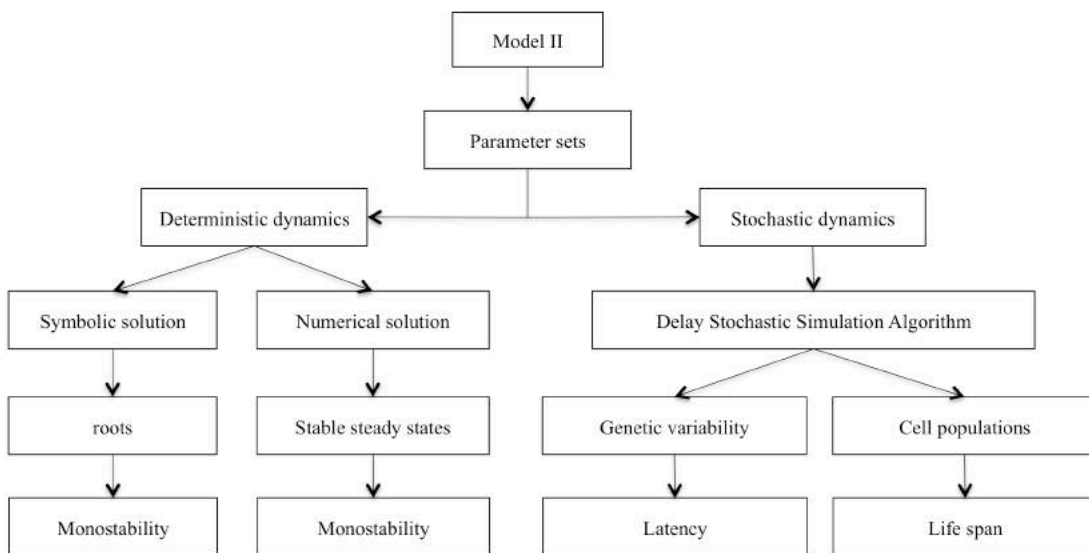 Model II
Parameter sets
Deterministic dynamics
Stochastic dynamics
Symbolic solution
Numerical solution
Delay Stochastic Simulation Algorithm
roots
Stable steady states
Genetic variability
Cell populations
Monostability
Monostability
Latency
Life span